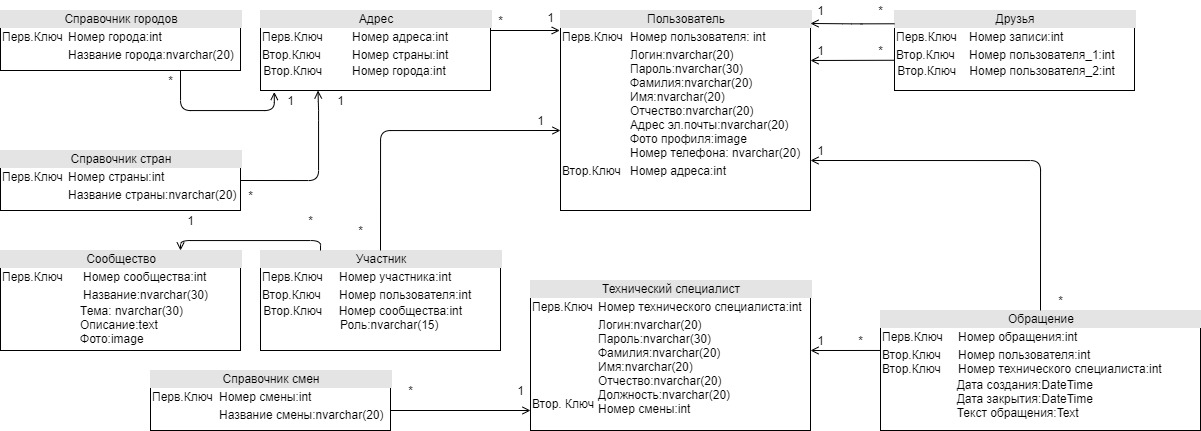 Справочник городов
Перв.Ключ Номер города:int
Название города:nvarchar(20)
*
1
Адрес
Перв.Ключ Номер адреса:int
Втор.Ключ Номер страны:int
Втор.Ключ Номер города:int
*
1
Пользователь
Перв.Ключ Номер пользователя: int
Логин:nvarchar(20)
Пароль:nvarchar(30)
Фамилия:nvarchar(20)
Имя:nvarchar(20)
Отчество:nvarchar(20)
Адрес эл.почты:nvarchar(20)
Фото профиля:image
Номер телефона: nvarchar(20)
Втор.Ключ Номер адреса:int
1
*
1
*
Друзья
Перв.Ключ Номер записи:int
Втор.Ключ Номер пользователя_1:int
Втор.Ключ Номер пользователя_2:int
Справочник стран
Перв.Ключ Номер страны:int
Название страны:nvarchar(20)
*
1
1
*
1
*
Сообщество
Перв.Ключ Номер сообщества:int
Название:nvarchar(30)
Тема: nvarchar(30)
Описание:text
Фото:image
1
*
Участник
Перв.Ключ Номер участника:int
Втор.Ключ Номер пользователя:int
Втор.Ключ Номер сообщества:int
Роль:nvarchar(15)
Технический специалист
Перв.Ключ Номер технического специалиста:int
Логин:nvarchar(20)
Пароль:nvarchar(30)
Фамилия:nvarchar(20)
Имя:nvarchar(20)
Отчество:nvarchar(20)
Должность:nvarchar(20)
Втор. Ключ Номер смены:int
1
*
Обращение
Перв.Ключ Номер обращения:int
Втор.Ключ Номер пользователя:int
Втор.Ключ Номер технического специалиста:int
Дата создания:DateTime
Дата закрытия:DateTime
Текст обращения:Text
Справочник смен
Перв.Ключ Номер смены:int
Название смены:nvarchar(20)
*
1